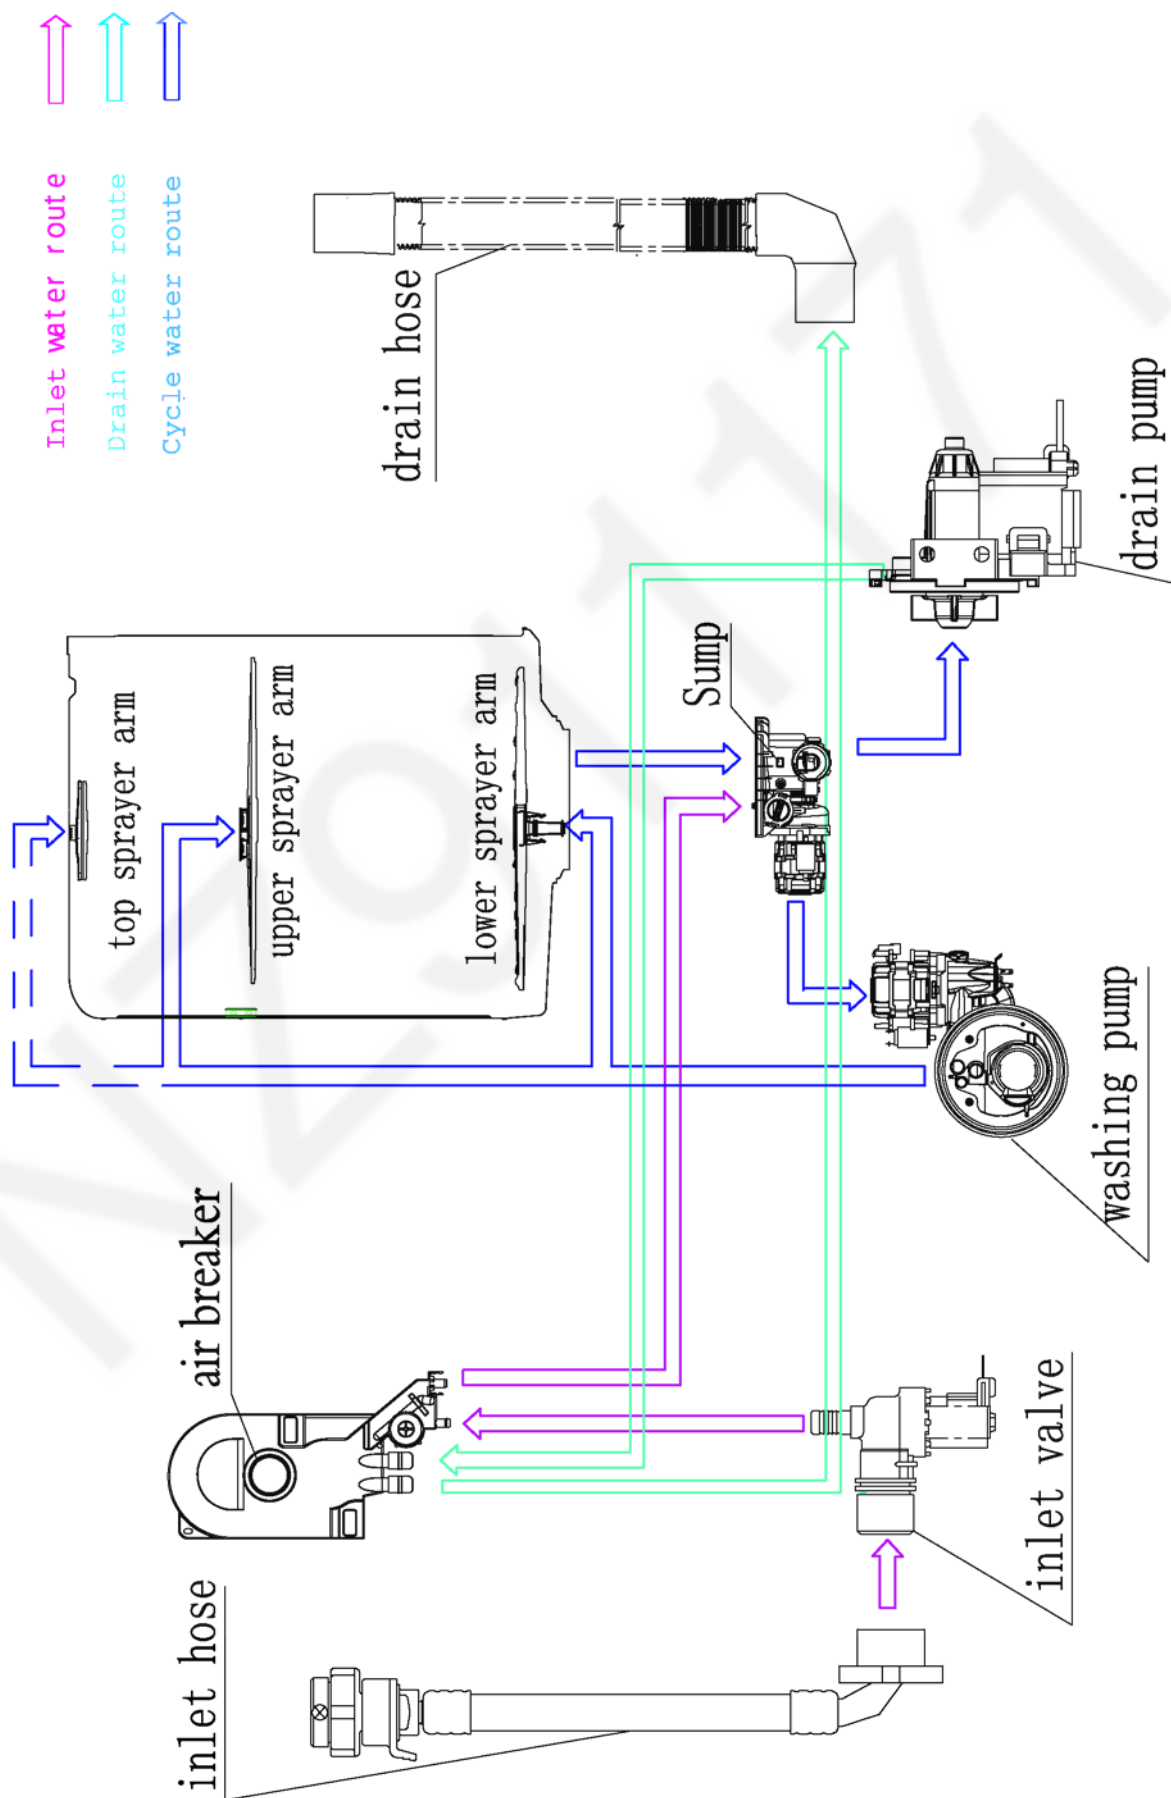 Inlet water route
Drain water route
Cycle water route
top sprayer arm
upper sprayer arm
lower sprayer arm
air breaker
inlet hose
drain hose
Sump
drain pump
washing pump
inlet valve